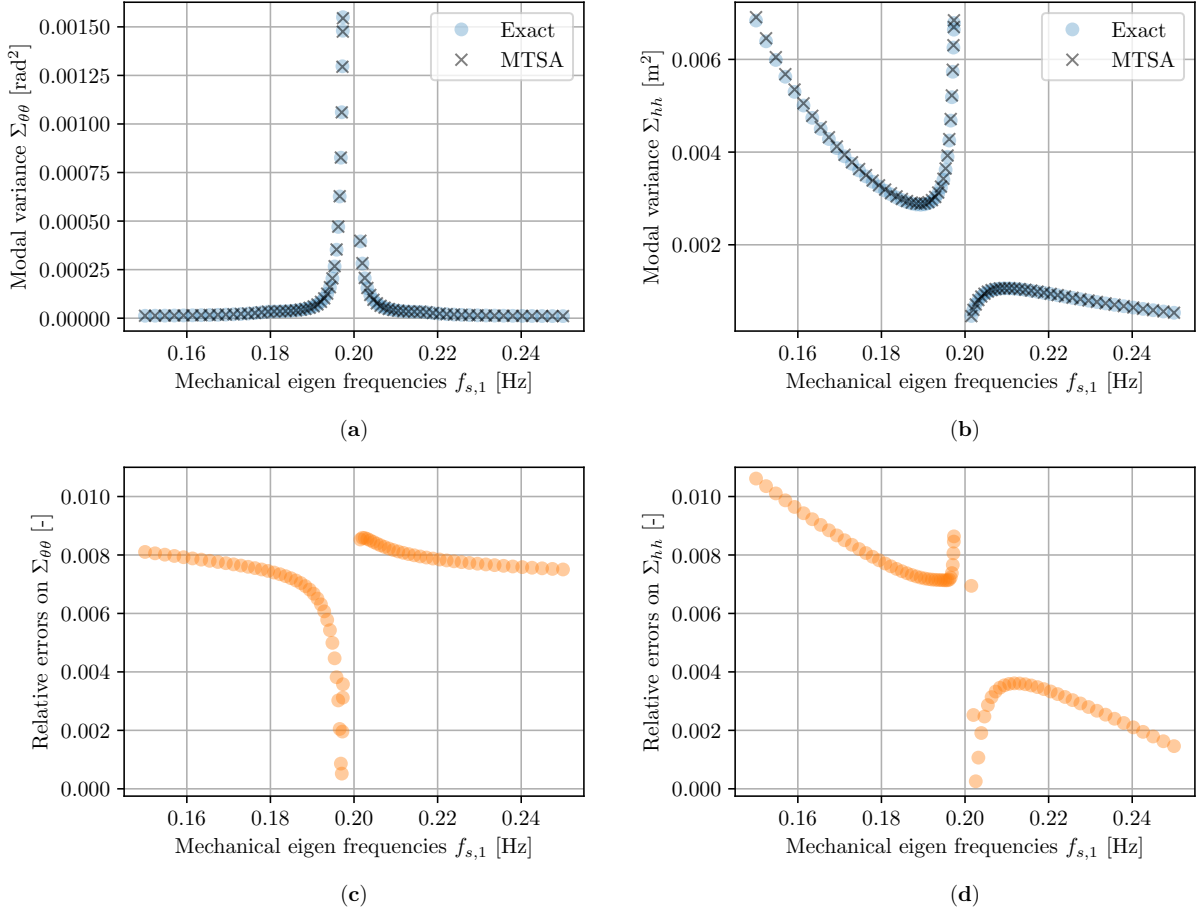 Modal variance Σθθ [rad²]
0.00150
0.00125
0.00100
0.00075
0.00050
0.00025
0.00000
Exact
MTSA
0.16 0.18 0.20 0.22 0.24
Mechanical eigen frequencies fs,1 [Hz]
(a)
Modal variance Σhh [m²]
0.006
0.004
0.002
Exact
MTSA
0.16 0.18 0.20 0.22 0.24
Mechanical eigen frequencies fs,1 [Hz]
(b)
Relative errors on Σθθ [-]
0.010
0.008
0.006
0.004
0.002
0.000
0.16 0.18 0.20 0.22 0.24
Mechanical eigen frequencies fs,1 [Hz]
(c)
Relative errors on Σhh [-]
0.010
0.008
0.006
0.004
0.002
0.000
0.16 0.18 0.20 0.22 0.24
Mechanical eigen frequencies fs,1 [Hz]
(d)